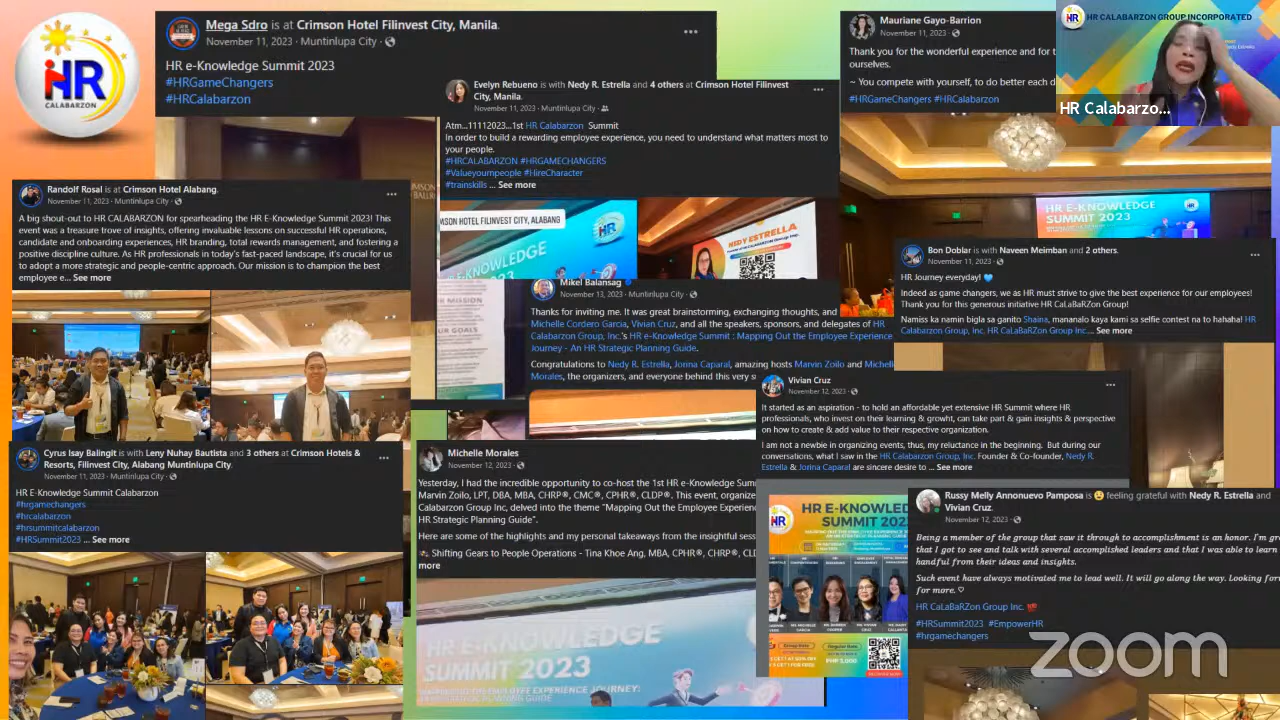 HR
CALABARZON
Mega Sdro is at Crimson Hotel Filinvest City, Manila.
November 11, 2023 · Muntinlupa City ·
HR e-Knowledge Summit 2023
#HRGameChangers
#HRCalabarzon
Evelyn Rebueno is with Nedy R. Estrella and 4 others at Crimson Hotel Filinvest
City, Manila.
November 11, 2023 · Muntinlupa City ·
Atm...11112023...1st HR Calabarzon Summit
In order to build a rewarding employee experience, you need to understand what matters most to
your people.
#HRCALABARZON #HRGAMECHANGERS
#Valueyourpeople #HireCharacter
#trainskills ... See more
MSON HOTEL FILINVEST CITY, ALABANG
HR
E-KNOWLEDGE
NEDY ESTRELLA
Mauriane Gayo-Barrion
November 11, 2023 ·
Thank you for the wonderful experience and for t
ourselves.
~ You compete with yourself, to do better each d
#HRGameChangers #HRCalabarzon
HR CALABARZON GROUP INCORPORATED
HR Calabarzo...
HR E-KNOWLEDGE
SUMMIT 2023
Randolf Rosal is at Crimson Hotel Alabang.
November 11, 2023 · Muntinlupa City ·
A big shout-out to HR CALABARZON for spearheading the HR E-Knowledge Summit 2023! This
event was a treasure trove of insights, offering invaluable lessons on successful HR operations,
candidate and onboarding experiences, HR branding, total rewards management, and fostering a
positive discipline culture. As HR professionals in today's fast-paced landscape, it's crucial for us
to adopt a more strategic and people-centric approach. Our mission is to champion the best
employee e... See more
Bon Doblar is with Naveen Meimban and 2 others.
November 11, 2023 ·
HR Journey everyday!
Indeed as game changers, we as HR must strive to give the best experience for our employees!
Thank you for this generous initiative HR CaLaBaRZon Group!
Namiss ka namin bigla sa ganito Shaina, mananalo kaya kami sa selfie contest na to hahaha! HR
Calabarzon Group, Inc. HR CaLaBaRZon Group Inc.... See more
Mikel Balansag
November 13, 2023 · Muntinlupa City ·
Thanks for inviting me. It was great brainstorming, exchanging thoughts, and
Michelle Cordero Garcia, Vivian Cruz, and all the speakers, sponsors, and delegates of HR
Calabarzon Group, Inc.'s HR e-Knowledge Summit : Mapping Out the Employee Experience
Journey - An HR Strategic Planning Guide.
Congratulations to Nedy R. Estrella, Jorina Caparal, amazing hosts Marvin Zoilo and Michell
Morales, the organizers, and everyone behind this very s
R MISSION
UR GOALS
Vivian Cruz
November 12, 2023 ·
It started as an aspiration - to hold an affordable yet extensive HR Summit where HR
professionals, who invest on their learning & growht, can take part & gain insights & perspective
on how to create & add value to their respective organization.
I am not a newbie in organizing events, thus, my reluctance in the beginning. But during our
conversations, what I saw in the HR Calabarzon Group, Inc. Founder & Co-founder, Nedy R.
Estrella & Jorina Caparal are sincere desire to ... See more
Cyrus Isay Balingit is with Leny Nuhay Bautista and 3 others at Crimson Hotels &
Resorts, Filinvest City, Alabang Muntinlupa City.
November 11, 2023 · Muntinlupa City ·
HR E-Knowledge Summit Calabarzon
#hrgamechangers
#hrcalabarzon
#hrsummitcalabarzon
#HRSummit2023 ... See more
Michelle Morales
November 12, 2023 ·
Yesterday, I had the incredible opportunity to co-host the 1st HR e-Knowledge Sum
Marvin Zoilo, LPT, DBA, MBA, CHRP®, CMC®, CPHR®, CLDP®. This event, organize
Calabarzon Group Inc, delved into the theme "Mapping Out the Employee Experien
HR Strategic Planning Guide".
Here are some of the highlights and my personal takeaways from the insightful sess
Shifting Gears to People Operations - Tina Khoe Ang, MBA, CPHR®, CHRP®, CLD
more
SUMMIT 2023
EMPLOYEE EXPERIENCE JOURNEY:
HR E-KNOWLED
SUMMIT 202
Group Rate
Regular Rate
PHP 5,000
Russy Melly Annonuevo Pamposa is feeling grateful with Nedy R. Estrella and
Vivian Cruz.
November 12, 2023 ·
Being a member of the group that saw it through to accomplishment is an honor. I'm gr
that I got to see and talk with several accomplished leaders and that I was able to learn
handful from their ideas and insights.
Such event have always motivated me to lead well. It will go along the way. Looking for
for more. ♡
HR CaLaBaRZon Group Inc.
#HRSummit2023 #EmpowerHR
#hrgamechangers
zoom